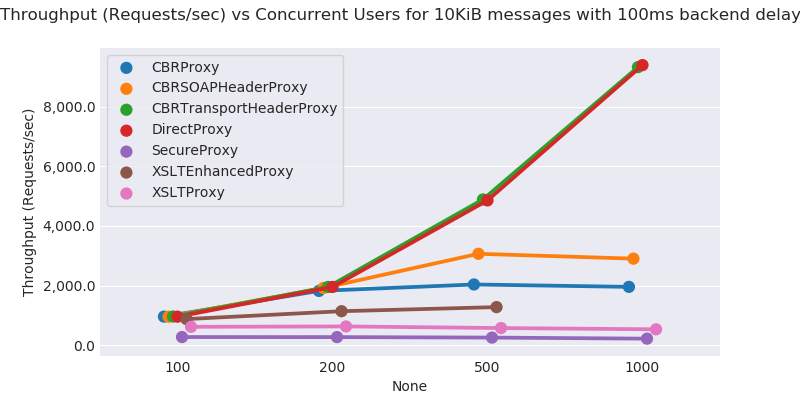 Throughput (Requests/sec) vs Concurrent Users for 10KiB messages with 100ms backend delay
CBRProxy
CBRSOAPHeaderProxy
CBRTransportHeaderProxy
DirectProxy
SecureProxy
XSLTEnhancedProxy
XSLTProxy
Throughput (Requests/sec)
8,000.0
6,000.0
4,000.0
2,000.0
0.0
100 200 500 1000
None